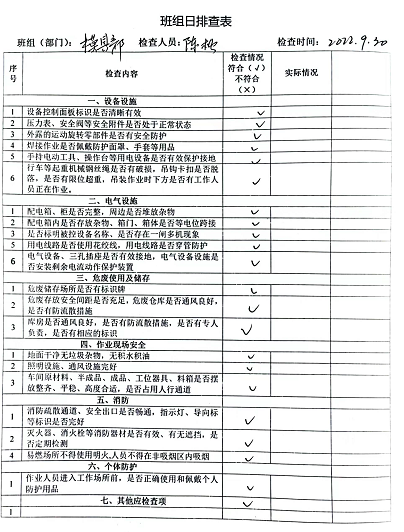 班组日排查表
班组（部门）：模具部 检查人员：陈 检查时间：2022.9.30
序号 检查内容 检查情况 符合（√） 不符合（×） 实际情况
一、设备设施
1 设备控制面板标识是否清晰有效 ✓
2 压力表、安全阀等安全附件是否处于正常状态 ✓
3 外露的运动旋转零部件是否有安全防护 ✓
4 焊接作业是否佩戴防护面罩、手套等用品 ✓
5 手持电动工具、操作台等用电设备是否有效保护接地 ✓
6 行车等起重机械钢丝绳是否有破损，吊钩卡扣是否脱
落，是否有限位超重，吊装作业时下方是否有工作人
员正在作业。 ✓
二、电气设施
1 配电箱、柜是否完整，周边是否堆放杂物 ✓
2 配电箱内是否存放杂物、箱门、箱体是否等电位跨接 ✓
3 是否标明被控设备名称、是否存在一闸多机现象 ✓
5 用电线路是否使用花绞线，用电线路是否穿管防护 ✓
6 电气设备、三孔插座是否有效接地，电气设备设施是
否安装剩余电流动作保护装置 ✓
三、危废使用及储存
1 危废储存场所是否有标识牌 ✓
2 危废存放安全间距是否充足，危废仓库是否通风良好，
是否有防流散措施 ✓
3 库房是否通风良好，是否有防流散措施，是否有专人
负责，是否有相应的标识 ✓
四、作业现场安全
1 地面干净无垃圾杂物，无积水积油 ✓
2 照明设施、通风设施完好 ✓
3 车间原材料、半成品、成品、工位器具、料箱是否摆
放整齐、平稳、高度合适，是否占用人行通道 ✓
五、消防
1 消防疏散通道、安全出口是否畅通，指示灯、导向标
等标识是否完好 ✓
2 灭火器、消火栓等消防器材是否有效、有无遮挡，是
否定期检测 ✓
4 易燃场所不得使用明火，人员不得在非吸烟区内吸烟 ✓
六、个体防护
1 作业人员进入工作场所前，是否正确使用和佩戴个人
防护用品 ✓
七、其他应检查项 ✓
1